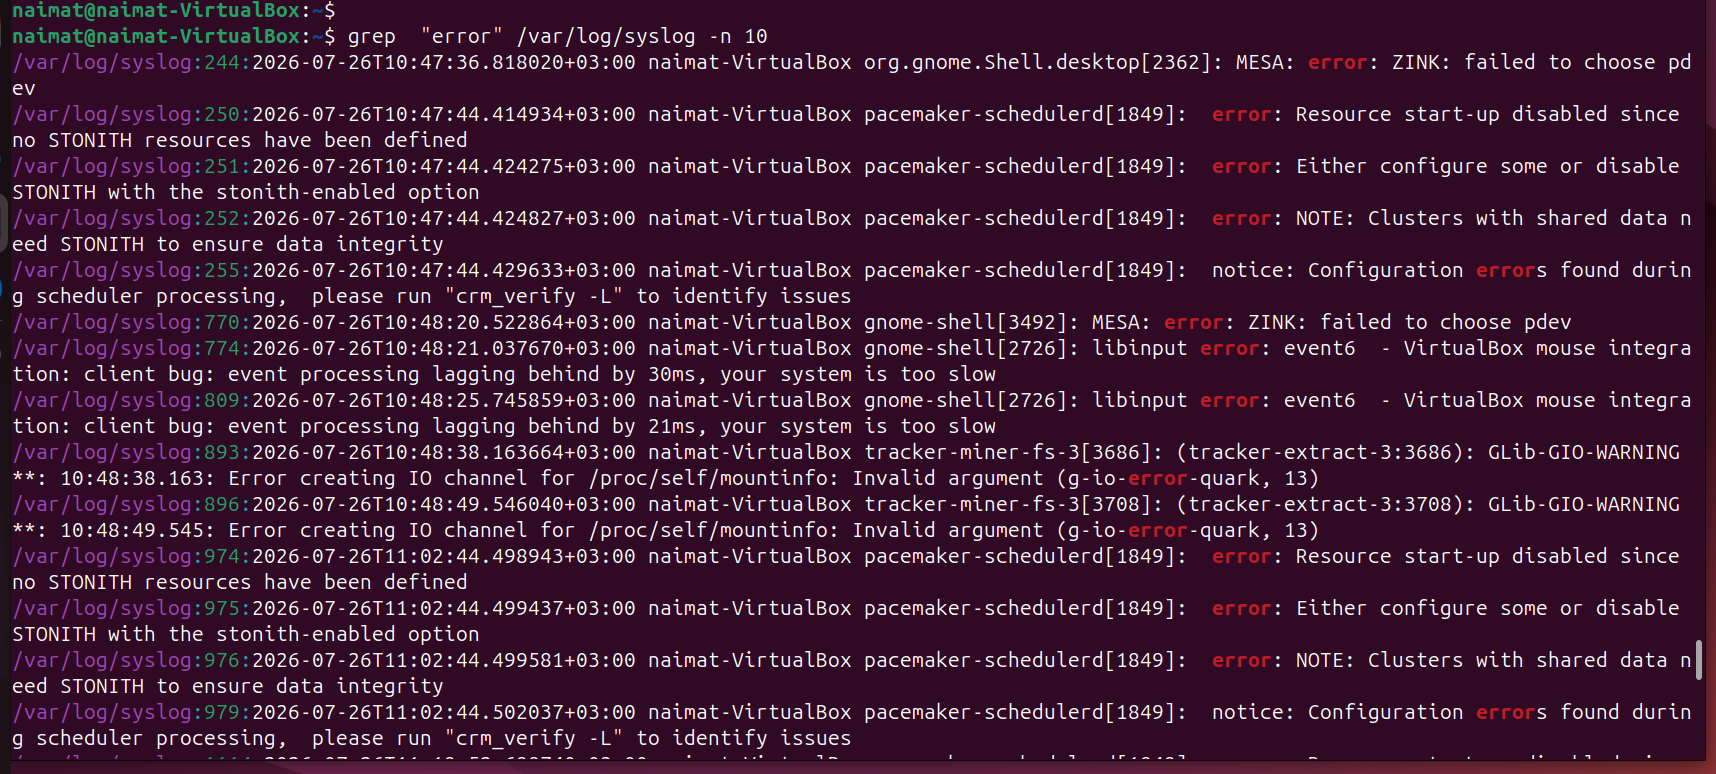 naimat@naimat-VirtualBox:~$
naimat@naimat-VirtualBox:~$ grep  "error" /var/log/syslog -n 10
/var/log/syslog:244:2026-07-26T10:47:36.818020+03:00 naimat-VirtualBox org.gnome.Shell.desktop[2362]: MESA: error: ZINK: failed to choose pd
ev
/var/log/syslog:250:2026-07-26T10:47:44.414934+03:00 naimat-VirtualBox pacemaker-schedulerd[1849]:  error: Resource start-up disabled since
no STONITH resources have been defined
/var/log/syslog:251:2026-07-26T10:47:44.424275+03:00 naimat-VirtualBox pacemaker-schedulerd[1849]:  error: Either configure some or disable
STONITH with the stonith-enabled option
/var/log/syslog:252:2026-07-26T10:47:44.424827+03:00 naimat-VirtualBox pacemaker-schedulerd[1849]:  error: NOTE: Clusters with shared data n
eed STONITH to ensure data integrity
/var/log/syslog:255:2026-07-26T10:47:44.429633+03:00 naimat-VirtualBox pacemaker-schedulerd[1849]:  notice: Configuration errors found durin
g scheduler processing,  please run "crm_verify -L" to identify issues
/var/log/syslog:770:2026-07-26T10:48:20.522864+03:00 naimat-VirtualBox gnome-shell[3492]: MESA: error: ZINK: failed to choose pdev
/var/log/syslog:774:2026-07-26T10:48:21.037670+03:00 naimat-VirtualBox gnome-shell[2726]: libinput error: event6  - VirtualBox mouse integra
tion: client bug: event processing lagging behind by 30ms, your system is too slow
/var/log/syslog:809:2026-07-26T10:48:25.745859+03:00 naimat-VirtualBox gnome-shell[2726]: libinput error: event6  - VirtualBox mouse integra
tion: client bug: event processing lagging behind by 21ms, your system is too slow
/var/log/syslog:893:2026-07-26T10:48:38.163664+03:00 naimat-VirtualBox tracker-miner-fs-3[3686]: (tracker-extract-3:3686): GLib-GIO-WARNING
**: 10:48:38.163: Error creating IO channel for /proc/self/mountinfo: Invalid argument (g-io-error-quark, 13)
/var/log/syslog:896:2026-07-26T10:48:49.546040+03:00 naimat-VirtualBox tracker-miner-fs-3[3708]: (tracker-extract-3:3708): GLib-GIO-WARNING
**: 10:48:49.545: Error creating IO channel for /proc/self/mountinfo: Invalid argument (g-io-error-quark, 13)
/var/log/syslog:974:2026-07-26T11:02:44.498943+03:00 naimat-VirtualBox pacemaker-schedulerd[1849]:  error: Resource start-up disabled since
no STONITH resources have been defined
/var/log/syslog:975:2026-07-26T11:02:44.499437+03:00 naimat-VirtualBox pacemaker-schedulerd[1849]:  error: Either configure some or disable
STONITH with the stonith-enabled option
/var/log/syslog:976:2026-07-26T11:02:44.499581+03:00 naimat-VirtualBox pacemaker-schedulerd[1849]:  error: NOTE: Clusters with shared data n
eed STONITH to ensure data integrity
/var/log/syslog:979:2026-07-26T11:02:44.502037+03:00 naimat-VirtualBox pacemaker-schedulerd[1849]:  notice: Configuration errors found durin
g scheduler processing,  please run "crm_verify -L" to identify issues